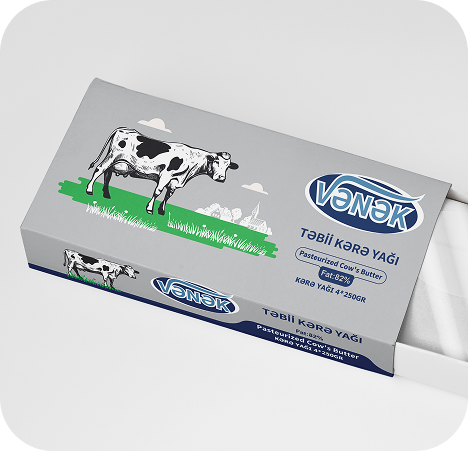 VƏNƏK
TƏBİİ KƏRƏ YAĞI
Pasteurized Cow's Butter
Fat:82%
KƏRƏ YAĞI 4*250GR
VƏNƏK
TƏBİİ KƏRƏ YAĞI
Fat:82%
Pasteurized Cow's Butter
KƏRƏ YAĞI 4*250GR